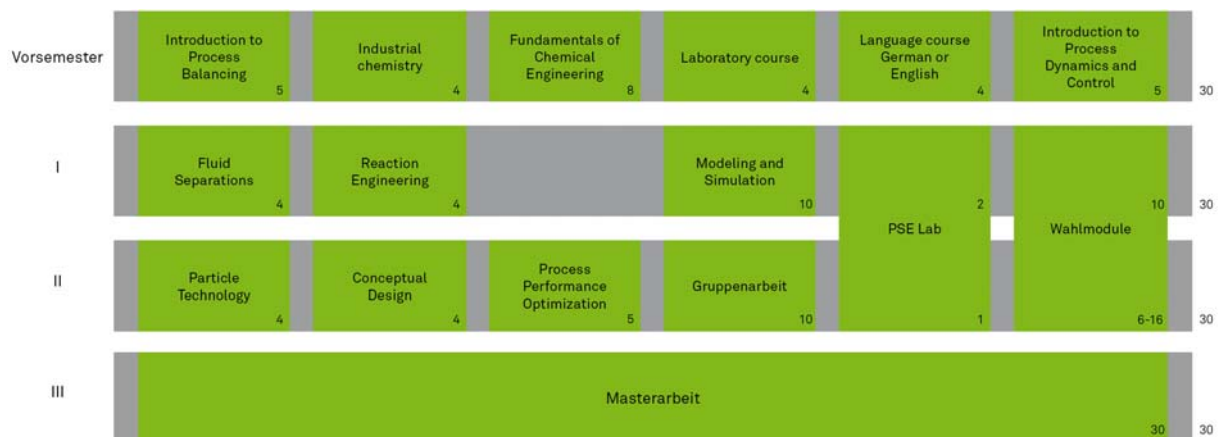 Vorsemester
Introduction to
Process
Balancing
5
Industrial
chemistry
4
Fundamentals of
Chemical
Engineering
8
Laboratory course
4
Language course
German or
English
4
Introduction to
Process
Dynamics and
Control
5
30
I
Fluid
Separations
4
Reaction
Engineering
4
Modeling and
Simulation
10
2
10
30
PSE Lab
Wahlmodule
II
Particle
Technology
4
Conceptual
Design
4
Process
Performance
Optimization
5
Gruppenarbeit
10
1
6-16
30
III
Masterarbeit
30
30